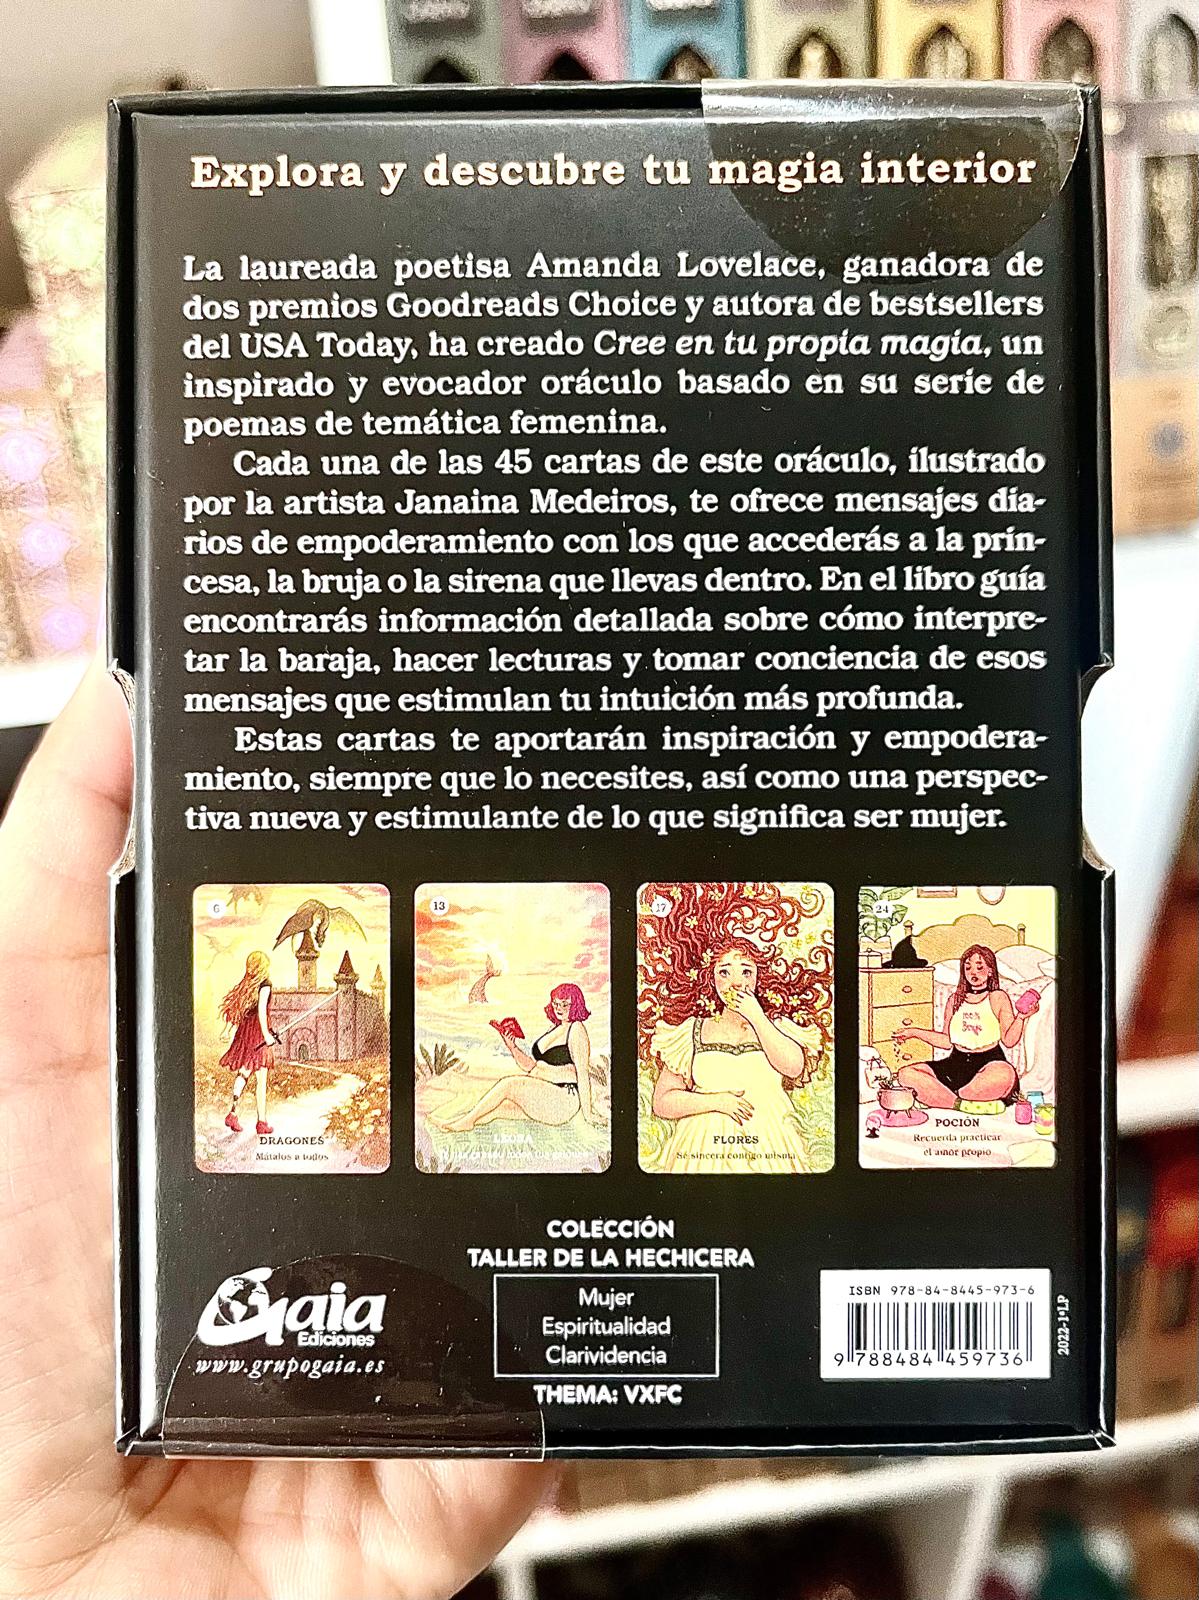 Explora y descubre tu magia interior
La laureada poetisa Amanda Lovelace, ganadora de
dos premios Goodreads Choice y autora de bestsellers
del USA Today, ha creado Cree en tu propia magia, un
inspirado y evocador oráculo basado en su serie de
poemas de temática femenina.
Cada una de las 45 cartas de este oráculo, ilustrado
por la artista Janaina Medeiros, te ofrece mensajes dia-
rios de empoderamiento con los que accederás a la prin-
cesa, la bruja o la sirena que llevas dentro. En el libro guía
encontrarás información detallada sobre cómo interpre-
tar la baraja, hacer lecturas y tomar conciencia de esos
mensajes que estimulan tu intuición más profunda.
Estas cartas te aportarán inspiración y empodera-
miento, siempre que lo necesites, así como una perspec-
tiva nueva y estimulante de lo que significa ser mujer.
6
DRAGONES
Mátalos a todos
13
17
FLORES
Sé sincera contigo misma
24
POCIÓN
Recuerda practicar
el amor propio
COLECCIÓN
TALLER DE LA HECHICERA
Mujer
Espiritualidad
Clarividencia
THEMA: VXFC
Gaia
Ediciones
www.grupogaia.es
ISBN 978-84-8445-973-6
9 788484 459736
2022-1ªLP